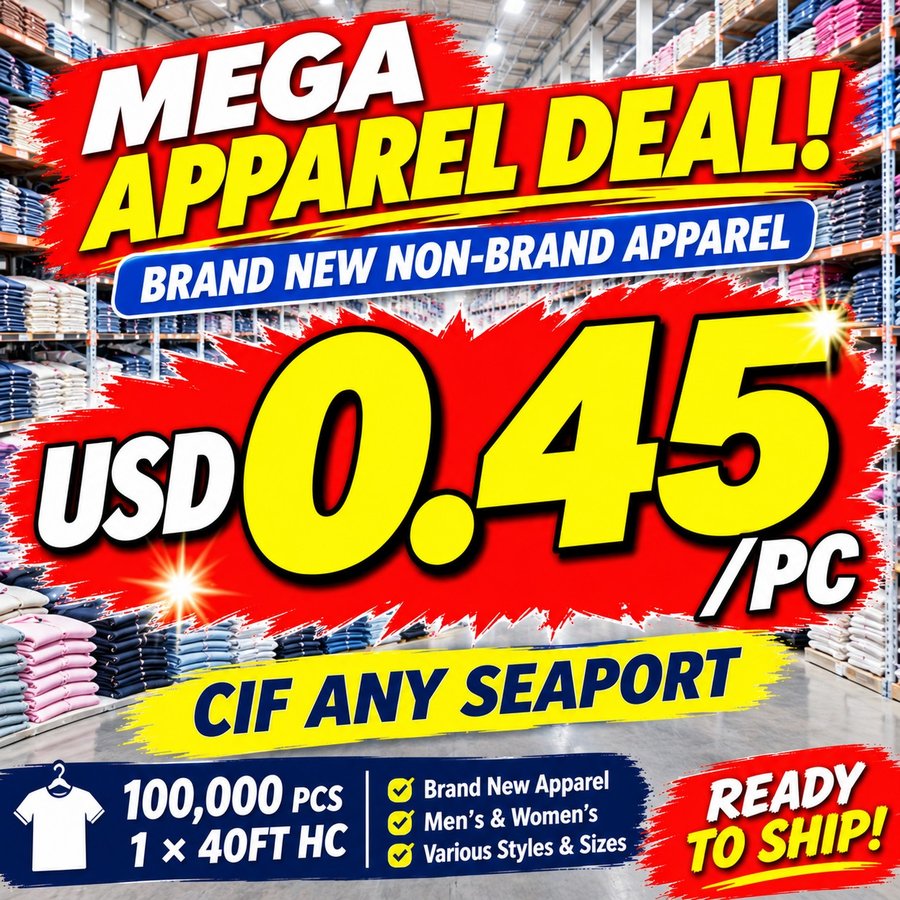 MEGA
APPAREL DEAL!
BRAND NEW NON-BRAND APPAREL
USD 0.45
/PC
CIF ANY SEAPORT
100,000 PCS
1 × 40FT HC
Brand New Apparel
Men's & Women's
Various Styles & Sizes
READY
TO SHIP!